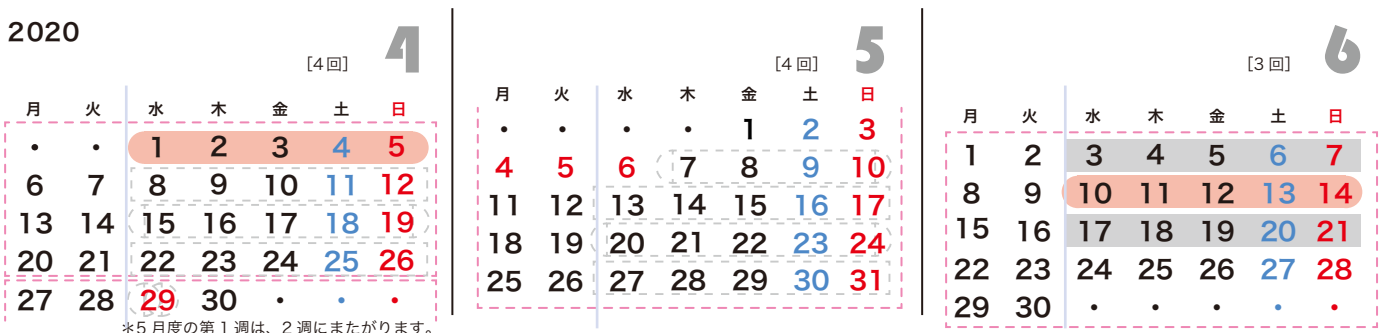 2020
[4回] 4
月 火 水 木 金 土 日
・ ・ 1 2 3 4 5
6 7 8 9 10 11 12
13 14 15 16 17 18 19
20 21 22 23 24 25 26
27 28 29 30 ・ ・ ・
*5月度の第1週は、2週にまたがります。
[4回] 5
月 火 水 木 金 土 日
・ ・ ・ ・ 1 2 3
4 5 6 7 8 9 10
11 12 13 14 15 16 17
18 19 20 21 22 23 24
25 26 27 28 29 30 31
[3回] 6
月 火 水 木 金 土 日
1 2 3 4 5 6 7
8 9 10 11 12 13 14
15 16 17 18 19 20 21
22 23 24 25 26 27 28
29 30 ・ ・ ・ ・ ・